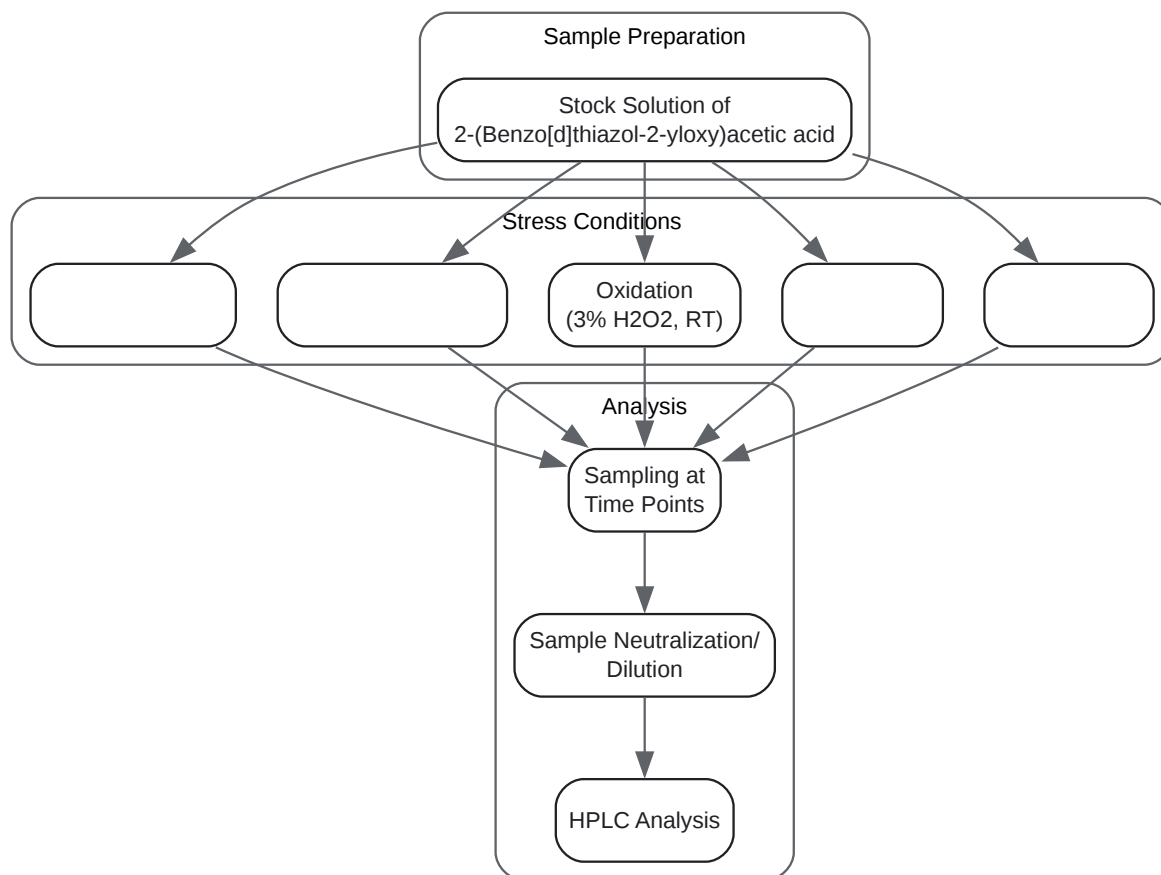 Sample Preparation
Stock Solution of
2-(Benzo[d]thiazol-2-yloxy)acetic acid
Stress Conditions
Oxidation
(3% H2O2, RT)
Analysis
Sampling at
Time Points
Sample Neutralization/
Dilution
HPLC Analysis